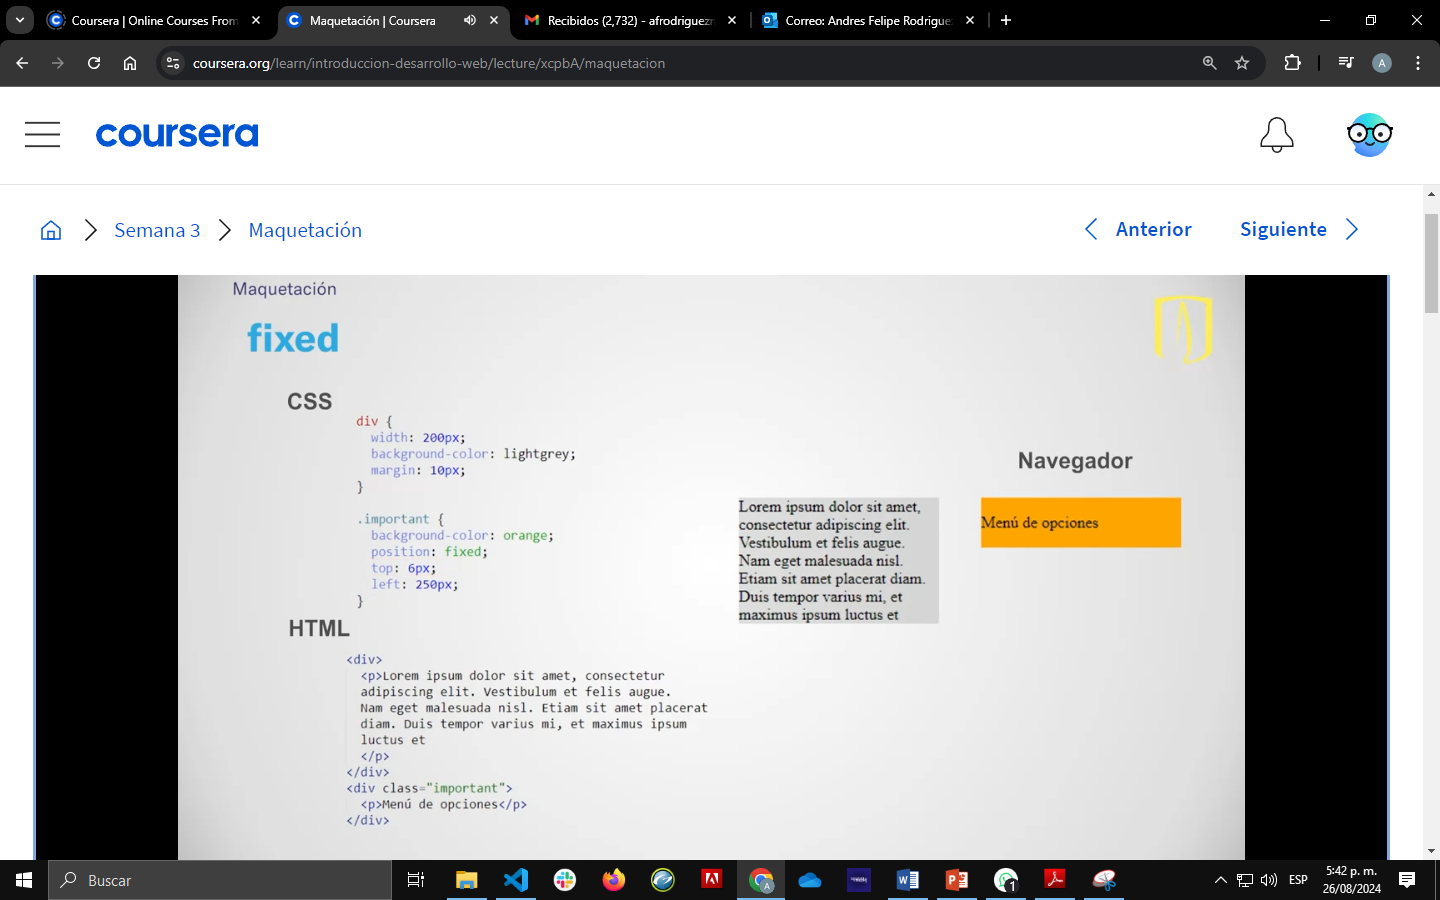 Coursera | Online Courses From
Maquetación | Coursera
Recibidos (2,732) - afrodriguezr
Correo: Andres Felipe Rodrigue
coursera.org/learn/introduccion-desarrollo-web/lecture/xcpbA/maquetacion
A
coursera
Semana 3
Maquetación
Anterior
Siguiente
Maquetación
fixed
CSS
div {
width: 200px;
background-color: lightgrey;
margin: 10px;
}
.important {
background-color: orange;
position: fixed;
top: 6px;
left: 250px;
}
HTML
<div>
<p>Lorem ipsum dolor sit amet, consectetur
adipiscing elit. Vestibulum et felis augue.
Nam eget malesuada nisl. Etiam sit amet placerat
diam. Duis tempor varius mi, et maximus ipsum
luctus et
</p>
</div>
<div class="important">
<p>Menú de opciones</p>
</div>
Navegador
Lorem ipsum dolor sit amet,
consectetur adipiscing elit.
Vestibulum et felis augue.
Nam eget malesuada nisl.
Etiam sit amet placerat diam.
Duis tempor varius mi, et
maximus ipsum luctus et
Menú de opciones
Buscar
A
1
ESP
5:42 p. m.
26/08/2024